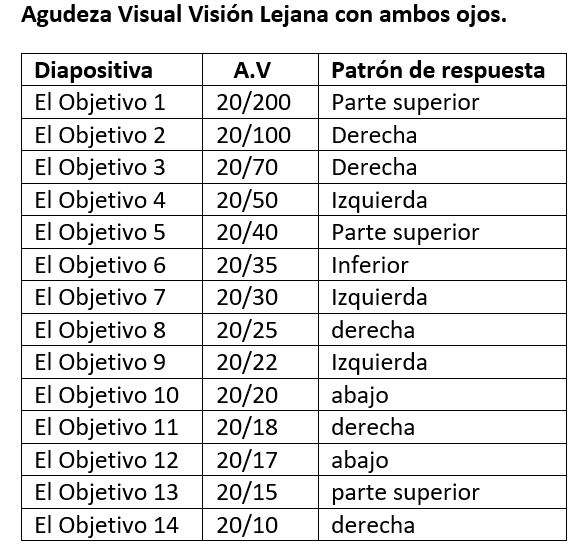 Agudeza Visual Visión Lejana con ambos ojos.
Diapositiva A.V Patrón de respuesta
El Objetivo 1 20/200 Parte superior
El Objetivo 2 20/100 Derecha
El Objetivo 3 20/70 Derecha
El Objetivo 4 20/50 Izquierda
El Objetivo 5 20/40 Parte superior
El Objetivo 6 20/35 Inferior
El Objetivo 7 20/30 Izquierda
El Objetivo 8 20/25 derecha
El Objetivo 9 20/22 Izquierda
El Objetivo 10 20/20 abajo
El Objetivo 11 20/18 derecha
El Objetivo 12 20/17 abajo
El Objetivo 13 20/15 parte superior
El Objetivo 14 20/10 derecha